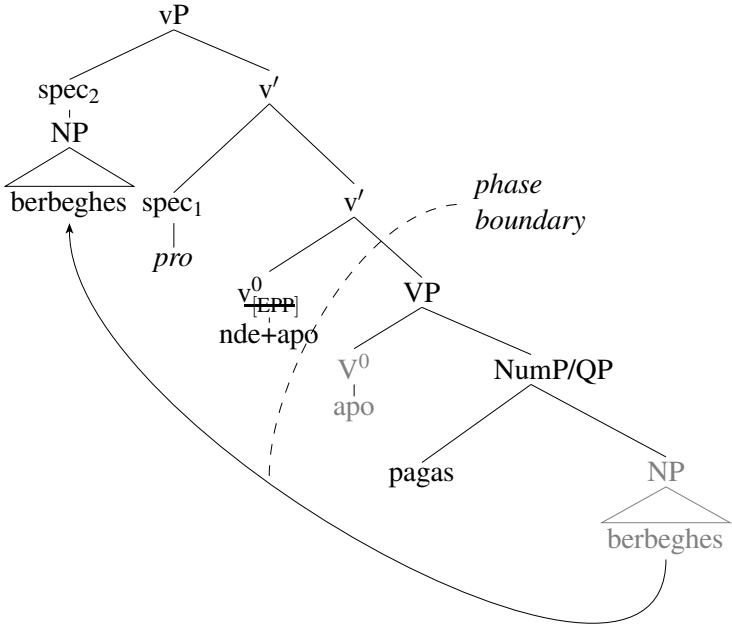 vP
spec₂ v′
NP
berbeghes spec₁ v′
phase
boundary
pro
v⁰[EPP] VP
nde+apo
V⁰ NumP/QP
apo
pagas NP
berbeghes